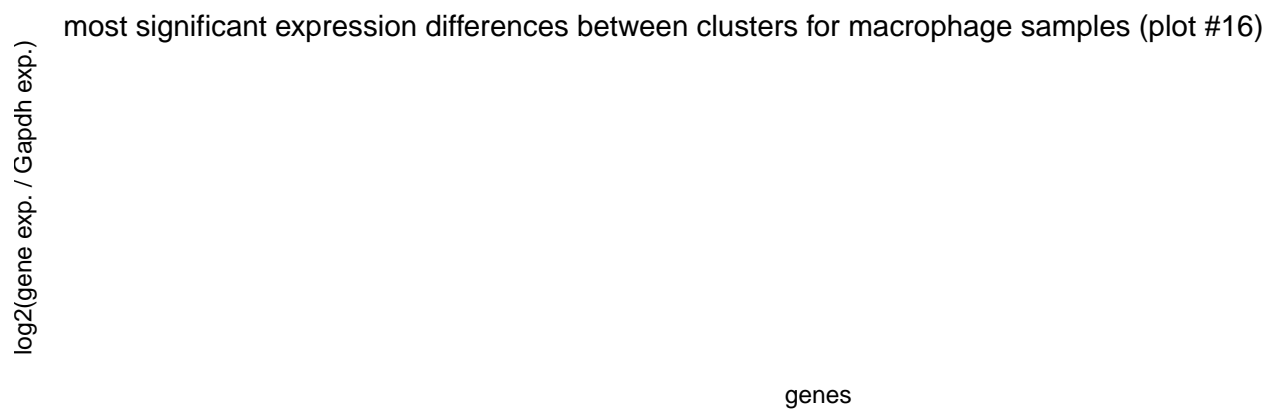 most significant expression differences between clusters for macrophage samples (plot #16)
log2(gene exp. / Gapdh exp.)
genes